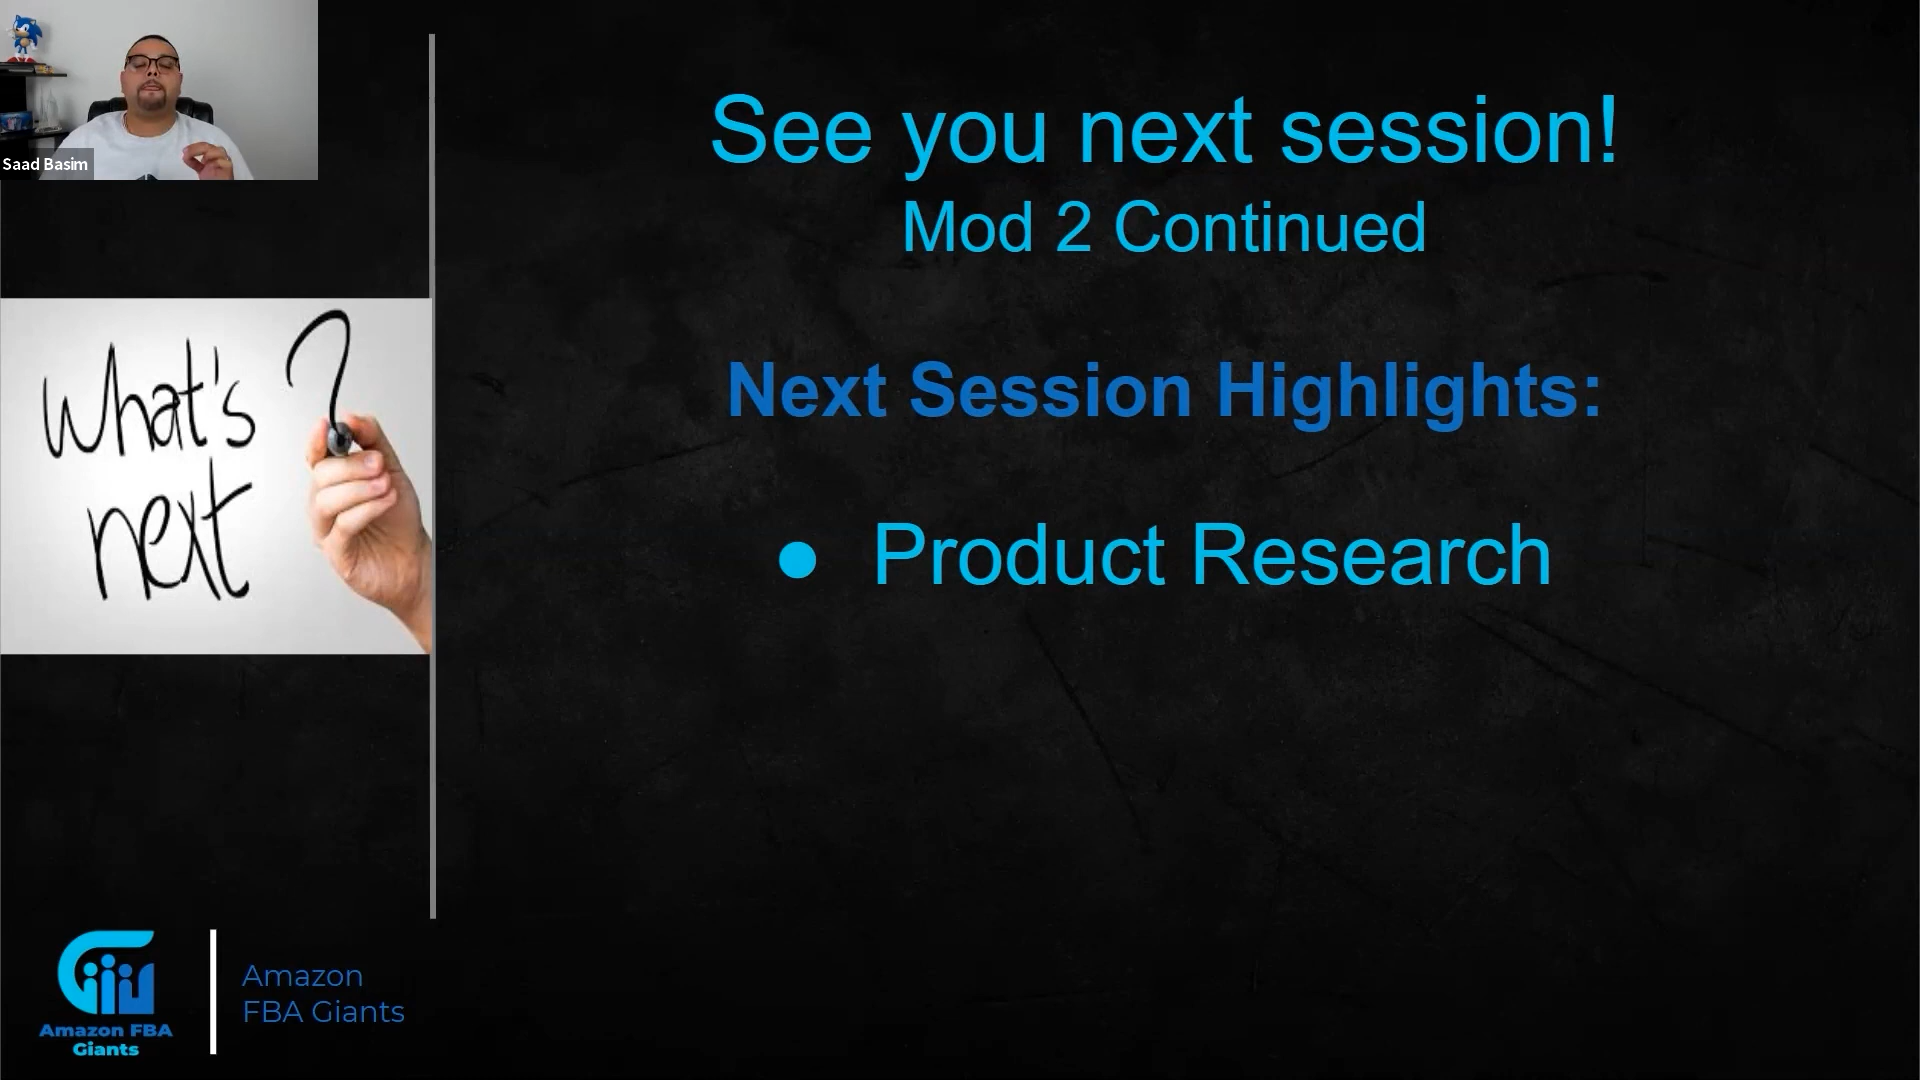 Saad Basim
See you next session!
Mod 2 Continued
What's ?
next
Next Session Highlights:
● Product Research
Amazon FBA
Giants
Amazon
FBA Giants